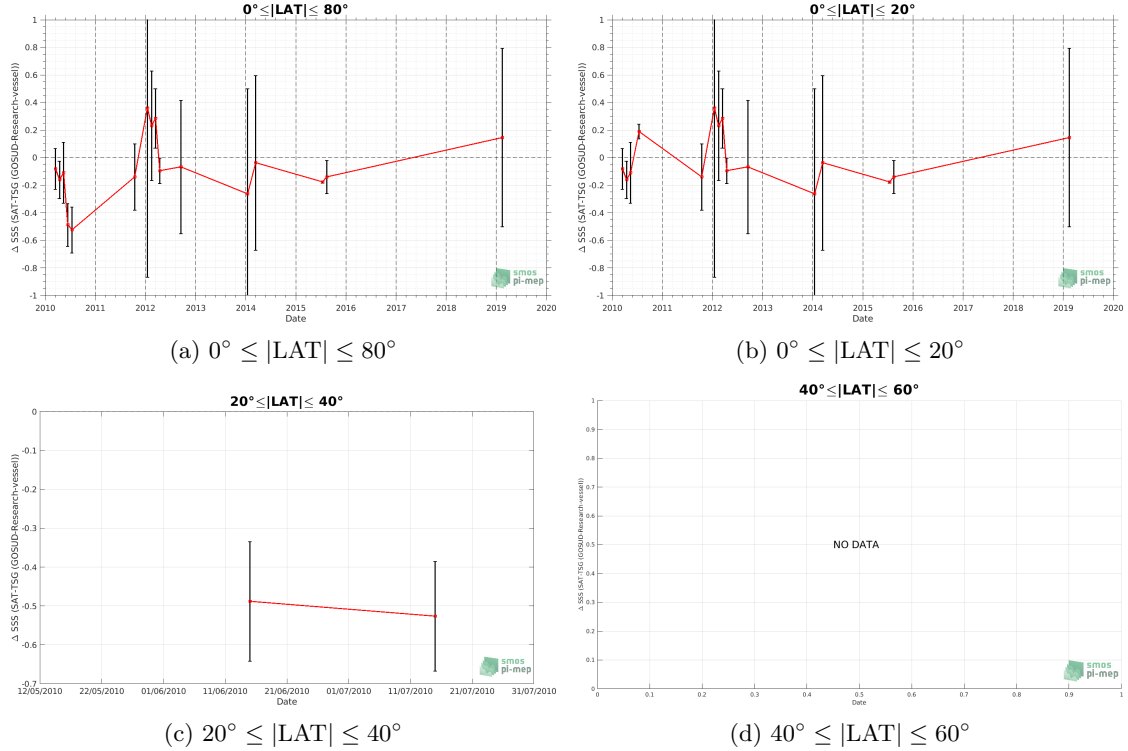 0°≤|LAT|≤ 80°
Δ SSS (SAT-TSG (GOSUD-Research-vessel))
1
0.8
0.6
0.4
0.2
0
-0.2
-0.4
-0.6
-0.8
-1
2010 2011 2012 2013 2014 2015 2016 2017 2018 2019 2020
Date
smos
pi-mep
(a) 0° ≤ |LAT| ≤ 80°
0°≤|LAT|≤ 20°
Δ SSS (SAT-TSG (GOSUD-Research-vessel))
1
0.8
0.6
0.4
0.2
0
-0.2
-0.4
-0.6
-0.8
-1
2010 2011 2012 2013 2014 2015 2016 2017 2018 2019 2020
Date
smos
pi-mep
(b) 0° ≤ |LAT| ≤ 20°
20°≤|LAT|≤ 40°
Δ SSS (SAT-TSG (GOSUD-Research-vessel))
0
-0.1
-0.2
-0.3
-0.4
-0.5
-0.6
-0.7
12/05/2010 22/05/2010 01/06/2010 11/06/2010 21/06/2010 01/07/2010 11/07/2010 21/07/2010 31/07/2010
Date
smos
pi-mep
(c) 20° ≤ |LAT| ≤ 40°
40°≤|LAT|≤ 60°
Δ SSS (SAT-TSG (GOSUD-Research-vessel))
1
0.9
0.8
0.7
0.6
0.5
0.4
0.3
0.2
0.1
0
NO DATA
0 0.1 0.2 0.3 0.4 0.5 0.6 0.7 0.8 0.9 1
Date
smos
pi-mep
(d) 40° ≤ |LAT| ≤ 60°